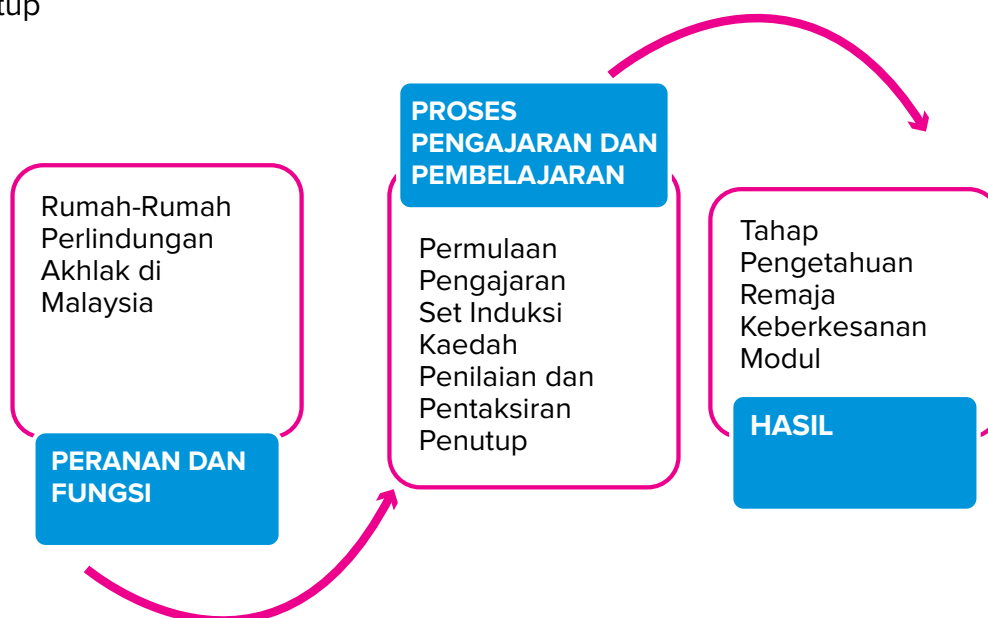 Rumah-Rumah
Perlindungan
Akhlak di
Malaysia
PERANAN DAN
FUNGSI
PROSES
PENGAJARAN DAN
PEMBELAJARAN
Permulaan
Pengajaran
Set Induksi
Kaedah
Penilaian dan
Pentaksiran
Penutup
Tahap
Pengetahuan
Remaja
Keberkesanan
Modul
HASIL